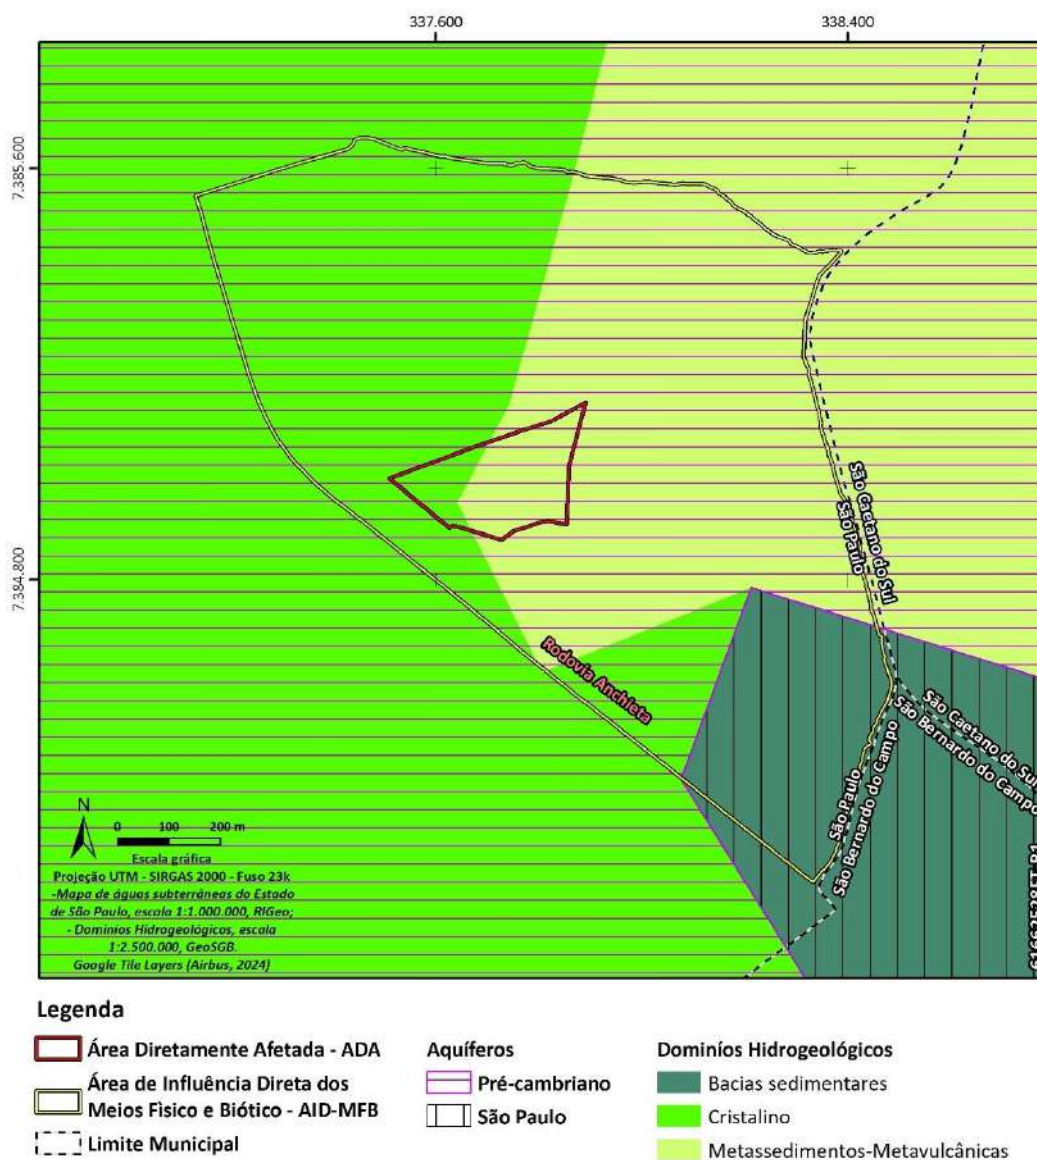 337.600
338.400
7.385.600
7.384.800
São Caetano do Sul
São Paulo
Rodovia Anchieta
São Caetano do Sul
São Bernardo do Campo
São Paulo
São Bernardo do Campo
N
0 100 200 m
Escala gráfica
Projeção UTM - SIRGAS 2000 - Fuso 23k
-Mapa de águas subterrâneas do Estado
de São Paulo, escala 1:1.000.000, RIGeo;
- Domínios Hidrogeológicos, escala
1:2.500.000, GeoSGB.
Google Tile Layers (Airbus, 2024)
Legenda
Área Diretamente Afetada - ADA
Área de Influência Direta dos
Meios Fìsico e Biótico - AID-MFB
Limite Municipal
Aquíferos
Pré-cambriano
São Paulo
Dominíos Hidrogeológicos
Bacias sedimentares
Cristalino
Metassedimentos-Metavulcânicas